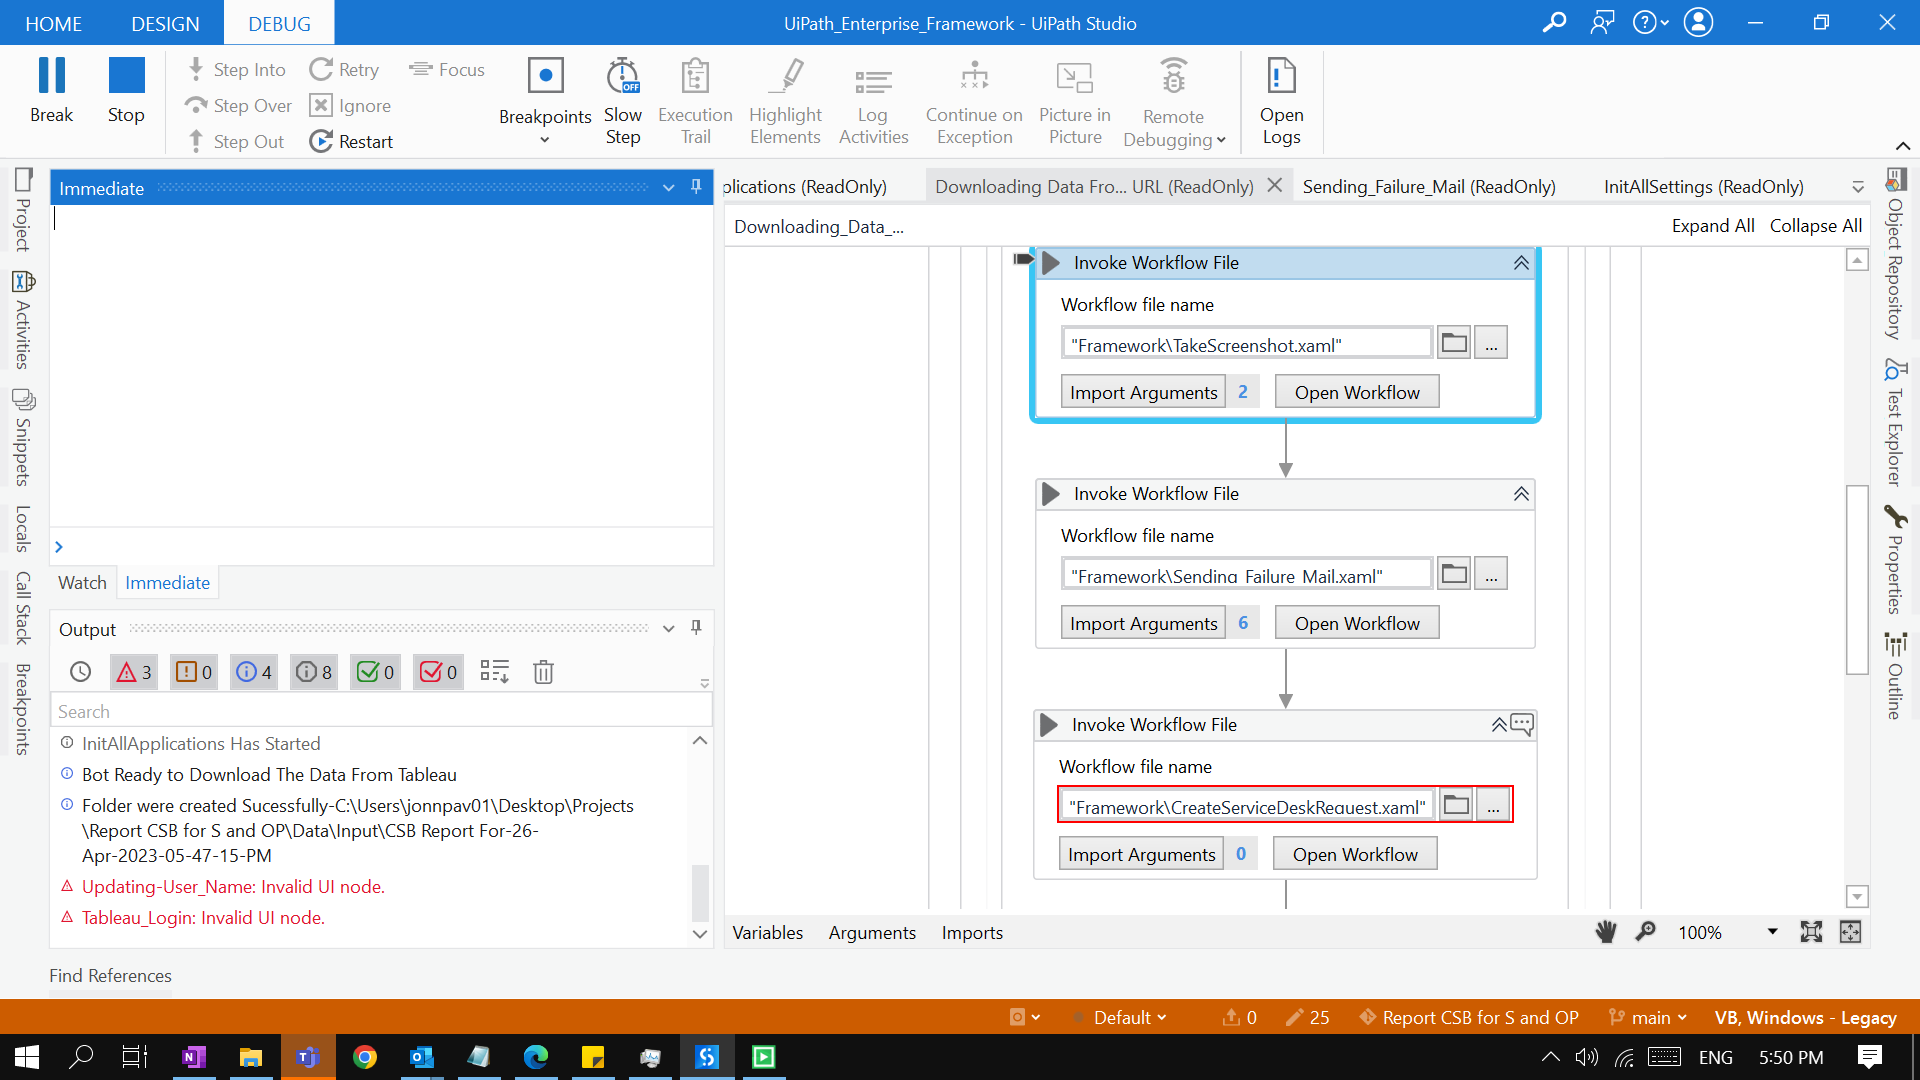 HOME DESIGN DEBUG
UiPath_Enterprise_Framework - UiPath Studio
Break
Stop
Step Into
Step Over
Step Out
Retry
Ignore
Restart
Focus
Breakpoints
Slow
Step
OFF
Execution
Trail
Highlight
Elements
Log
Activities
Continue on
Exception
Picture in
Picture
Remote
Debugging
Open
Logs
Project
Activities
Snippets
Locals
Call Stack
Breakpoints
Immediate
Watch
Immediate
Output
3
0
4
8
0
0
Search
InitAllApplications Has Started
Bot Ready to Download The Data From Tableau
Folder were created Sucessfully-C:\Users\jonnpav01\Desktop\Projects
\Report CSB for S and OP\Data\Input\CSB Report For-26-
Apr-2023-05-47-15-PM
Updating-User_Name: Invalid UI node.
Tableau_Login: Invalid UI node.
Find References
plications (ReadOnly)
Downloading Data Fro... URL (ReadOnly)
Sending_Failure_Mail (ReadOnly)
InitAllSettings (ReadOnly)
Downloading_Data_...
Expand All
Collapse All
Invoke Workflow File
Workflow file name
"Framework\TakeScreenshot.xaml"
...
Import Arguments 2
Open Workflow
Invoke Workflow File
Workflow file name
"Framework\Sending_Failure_Mail.xaml"
...
Import Arguments 6
Open Workflow
Invoke Workflow File
Workflow file name
"Framework\CreateServiceDeskRequest.xaml"
...
Import Arguments 0
Open Workflow
Variables
Arguments
Imports
100%
Object Repository
Test Explorer
Properties
Outline
Default
0
25
Report CSB for S and OP
main
VB, Windows - Legacy
ENG
5:50 PM